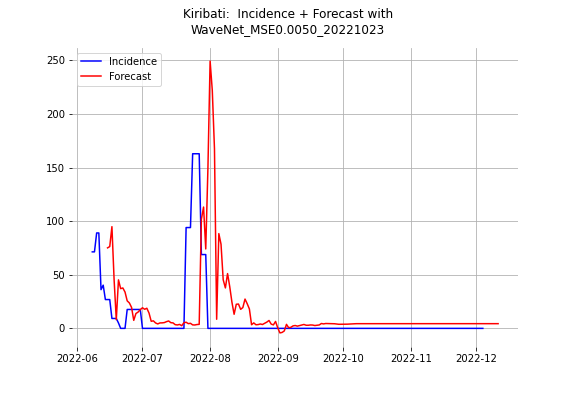 Kiribati:  Incidence + Forecast with
WaveNet_MSE0.0050_20221023
Incidence
Forecast
250
200
150
100
50
0
2022-06 2022-07 2022-08 2022-09 2022-10 2022-11 2022-12